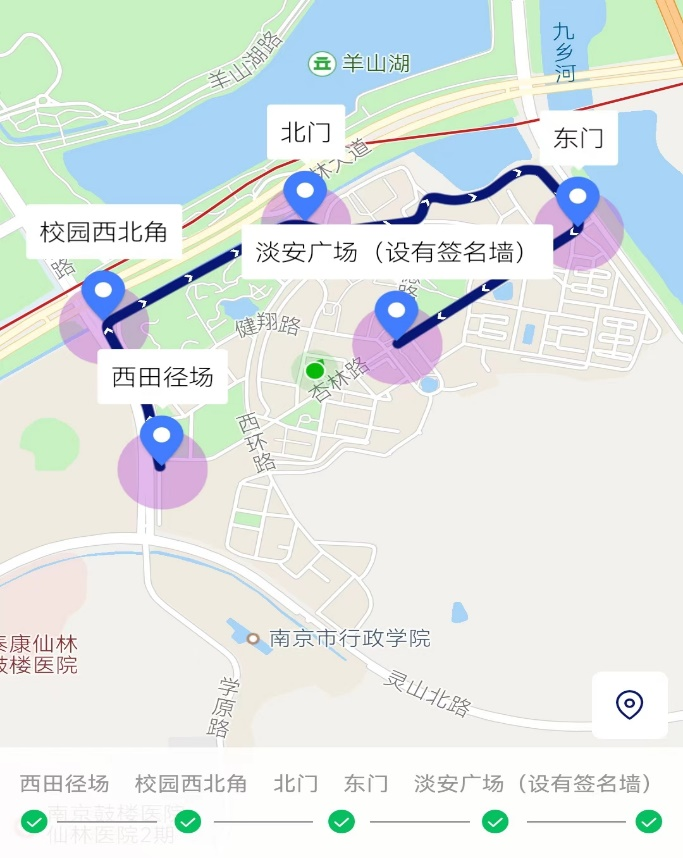 九乡河
羊山湖路
羊山湖
北门
东门
林大道
校园西北角
淡安广场（设有签名墙）
路
路
健翔路
西田径场
杏林路
西环路
泰康仙林
鼓楼医院
南京市行政学院
学原路
灵山北路
西田径场 校园西北角 北门 东门 淡安广场（设有签名墙）
南京鼓楼医院
仙林医院2期